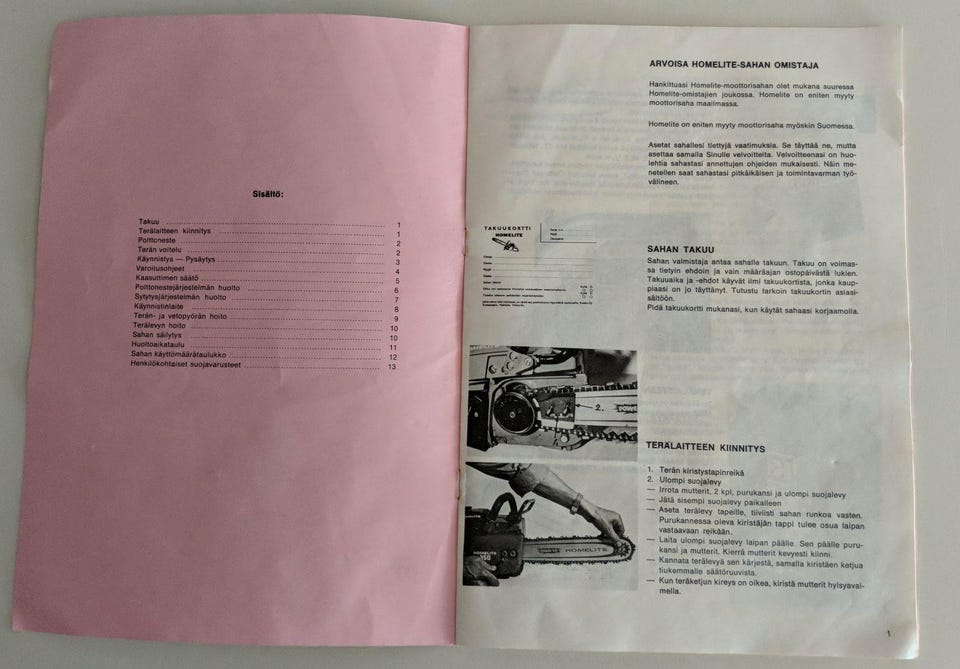 Sisältö:
Takuu 1
Terälaitteen kiinnitys 1
Polttoneste 2
Terän voitelu 2
Käynnistys — Pysäytys 3
Varoitusohjeet 4
Kaasuttimen säätö 5
Polttonestejärjestelmän huolto 6
Sytytysjärjestelmän huolto 7
Käynnistinlaite 8
Terän- ja vetopyörän hoito 9
Terälevyn hoito 10
Sahan säilytys 10
Huoltoaikataulu 11
Sahan käyttömäärätaulukko 12
Henkilökohtaiset suojavarusteet 13
ARVOISA HOMELITE-SAHAN OMISTAJA
Hankittuasi Homelite-moottorisahan olet mukana suuressa
Homelite-omistajien joukossa. Homelite on eniten myyty
moottorisaha maailmassa.
Homelite on eniten myyty moottorisaha myöskin Suomessa.
Asetat sahallesi tiettyjä vaatimuksia. Se täyttää ne, mutta
asettaa samalla Sinulle velvoitteita. Velvoitteenasi on huo-
lehtia sahastasi annettujen ohjeiden mukaisesti. Näin me-
netellen saat sahastasi pitkäikäisen ja toimintavarman työ-
välineen.
TAKUUKORTTI
HOMELITE
SAHAN TAKUU
Sahan valmistaja antaa sahalle takuun. Takuu on voimas-
sa tietyin ehdoin ja vain määräajan ostopäivästä lukien.
Takuuaika ja -ehdot käyvät ilmi takuukortista, jonka kaup-
piaasi on jo täyttänyt. Tutustu tarkoin takuukortin asiasi-
sältöön.
Pidä takuukortti mukanasi, kun käytät sahaasi korjaamolla.
2.
TERÄLAITTEEN KIINNITYS
1. Terän kiristystapinreikä
2. Ulompi suojalevy
— Irrota mutterit, 2 kpl, purukansi ja ulompi suojalevy
— Jätä sisempi suojalevy paikalleen
— Aseta terälevy tapeille, tiiviisti sahan runkoa vasten.
Purukannessa oleva kiristäjän tappi tulee osua laipan
vastaavaan reikään.
— Laita ulompi suojalevy laipan päälle. Sen päälle puru-
kansi ja mutterit. Kierrä mutterit kevyesti kiinni.
— Kannata terälevyä sen kärjestä, samalla kiristäen ketjua
tiukemmalle säätöruuvista.
— Kun teräketjun kireys on oikea, kiristä mutterit hylsyavai-
mella.
HOMELITE
HOMELITE
1